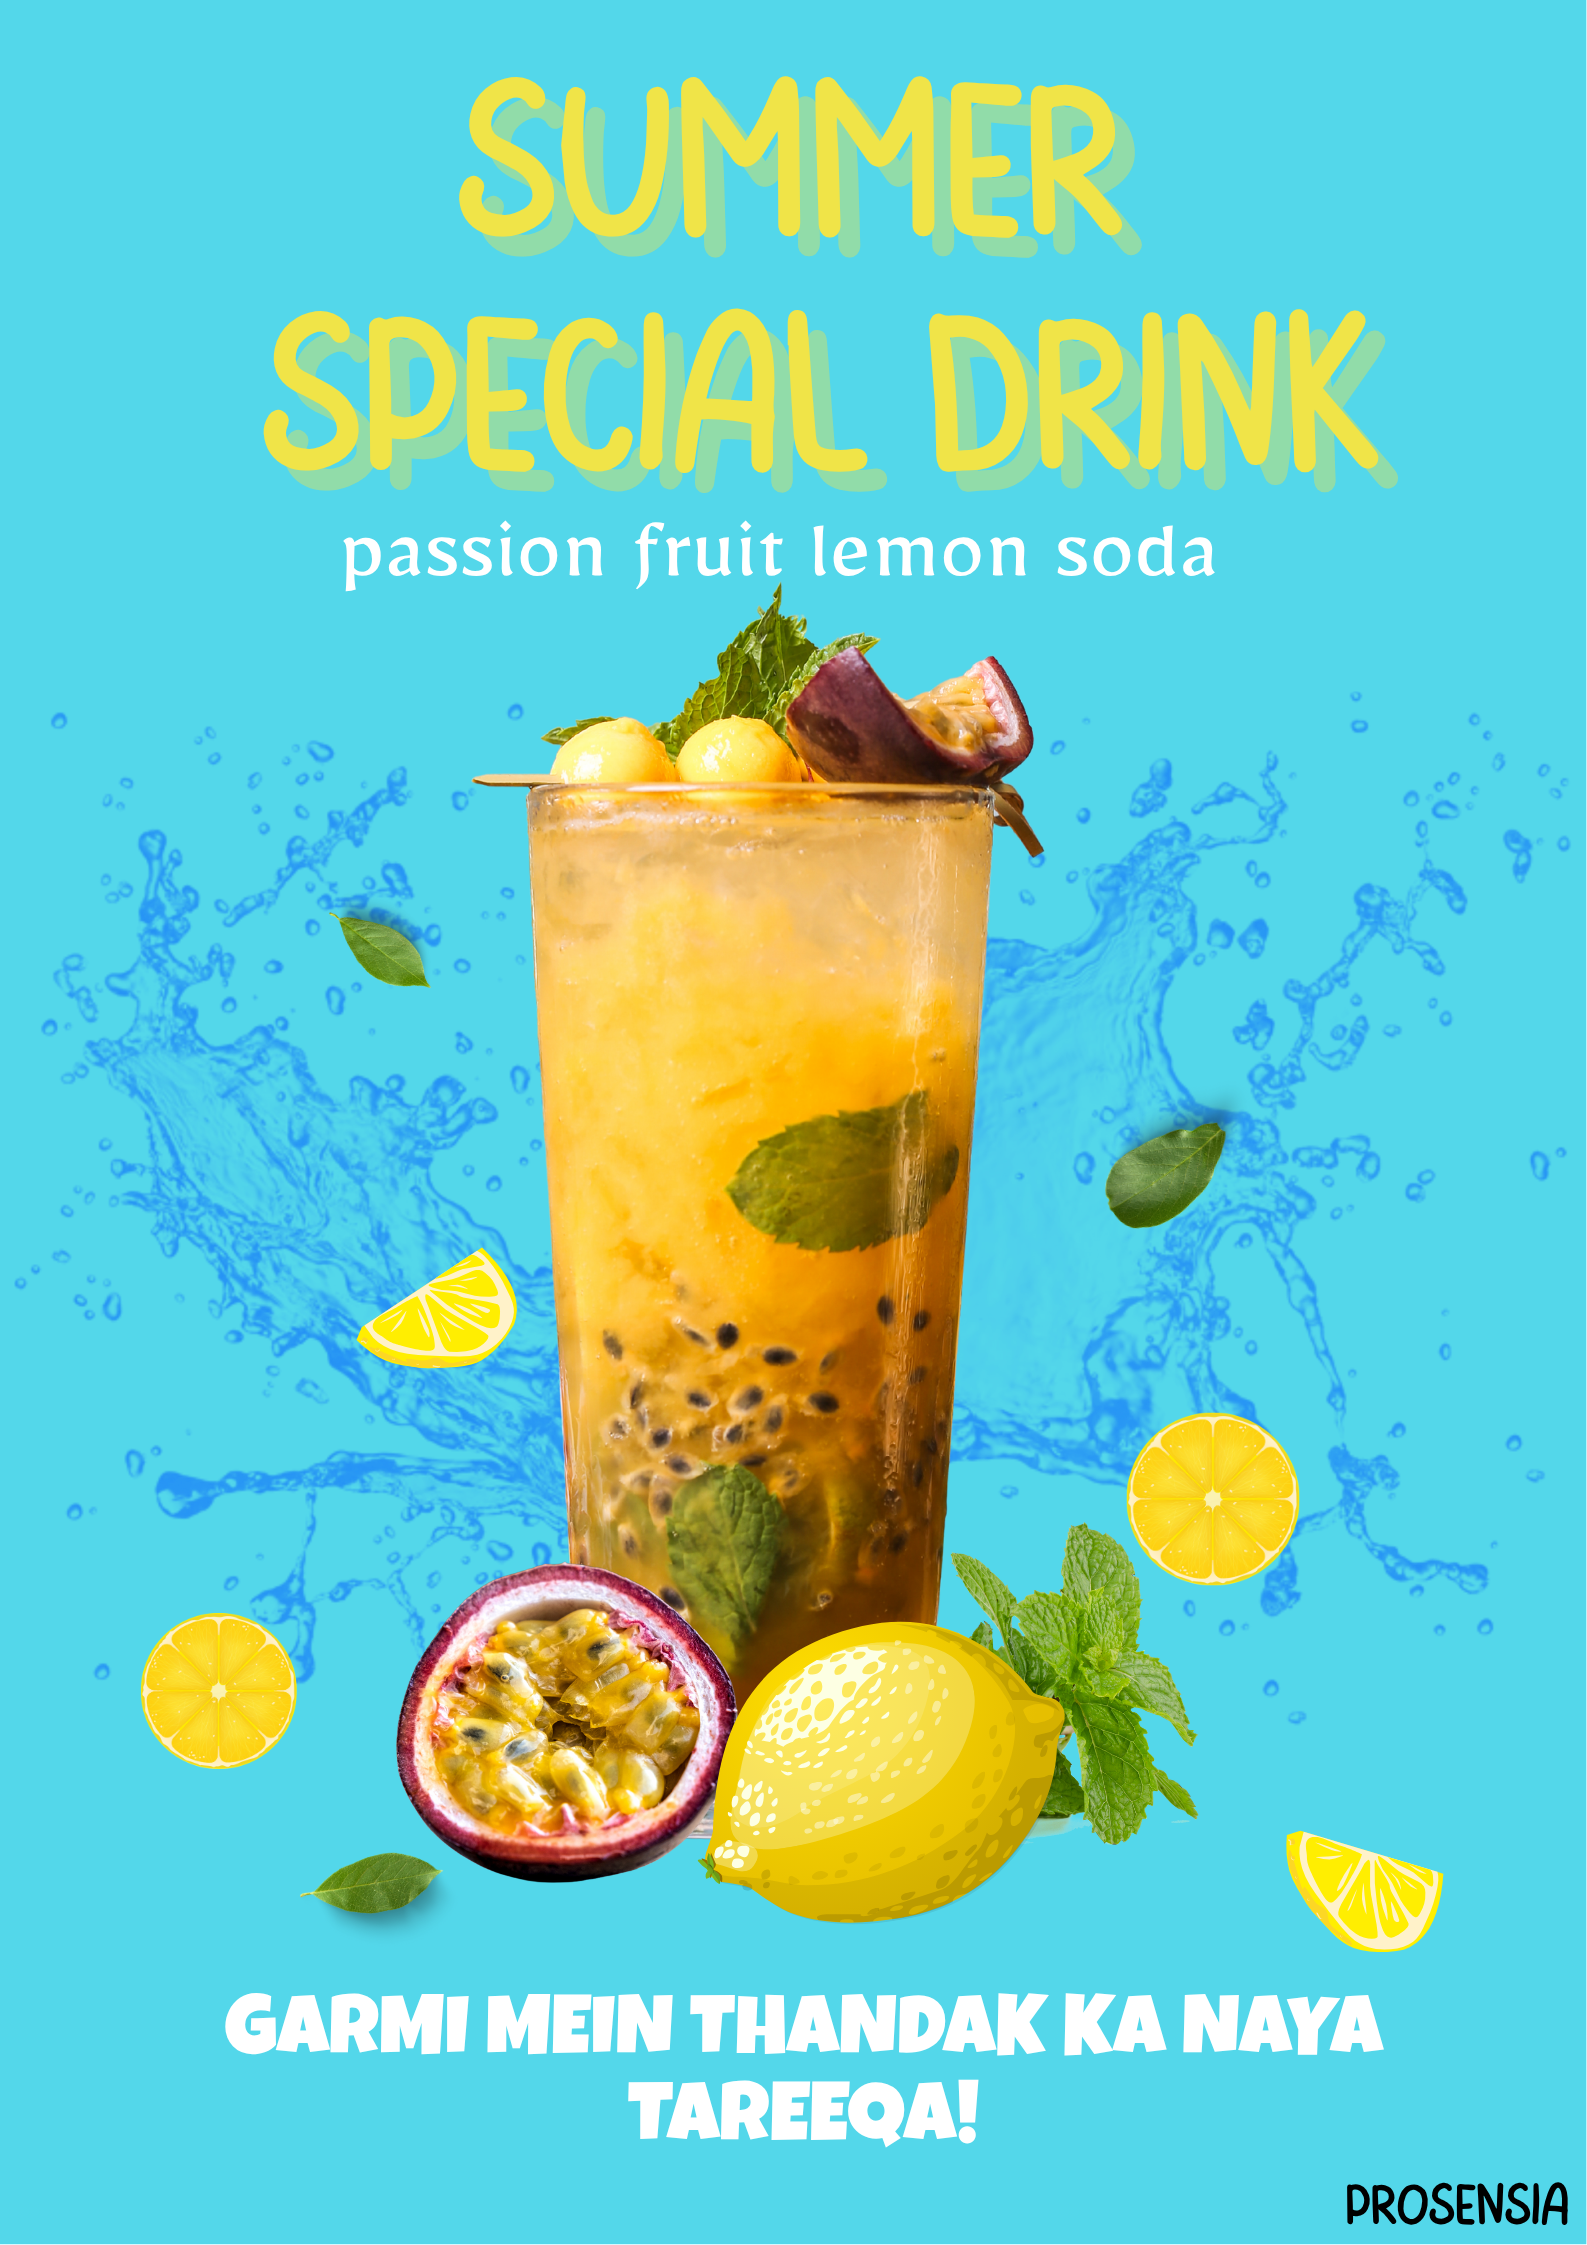 SUMMER
SPECIAL DRINK
passion fruit lemon soda
GARMI MEIN THANDAK KA NAYA
TAREEQA!
PROSENSIA